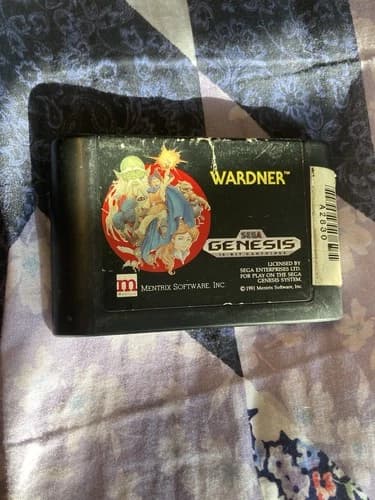 WARDNER™
SEGA
GENESIS
16-BIT CARTRIDGE
LICENSED BY
SEGA ENTERPRISES LTD.
FOR PLAY ON THE SEGA
GENESIS SYSTEM.
© 1991 Mentrix Software, Inc.
m
MENTRIX SOFTWARE, INC.
A2830